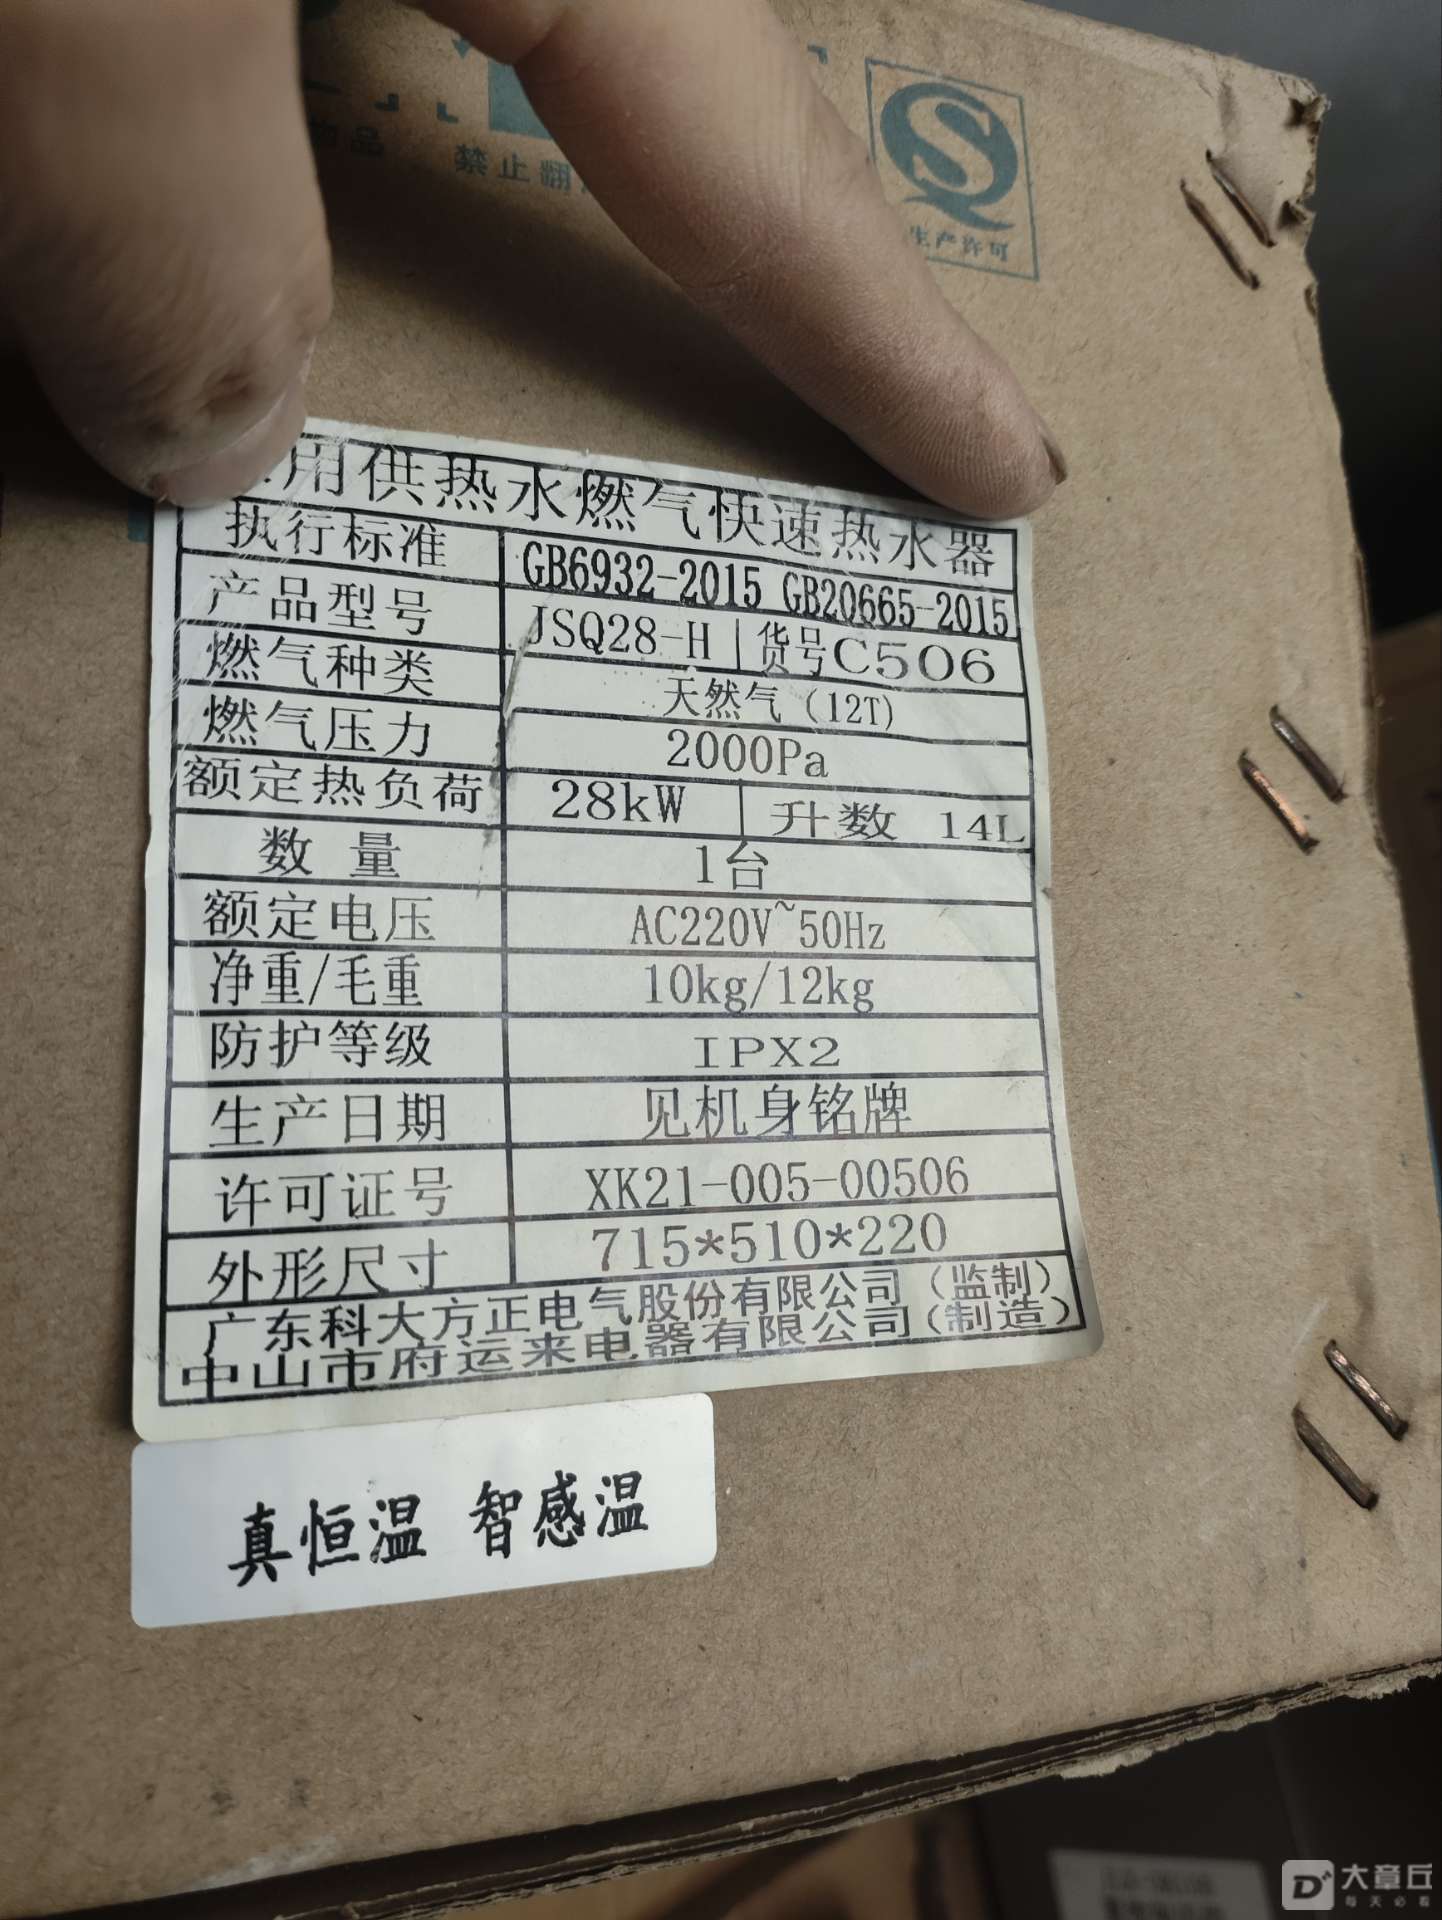 禁止翻
生产许可
用供热水燃气快速热水器
执行标准 GB6932-2015 GB20665-2015
产品型号 JSQ28-H 货号 C506
燃气种类 天然气(12T)
燃气压力 2000Pa
额定热负荷 28kW 升数 14L
数量 1台
额定电压 AC220V~50Hz
净重/毛重 10kg/12kg
防护等级 IPX2
生产日期 见机身铭牌
许可证号 XK21-005-00506
外形尺寸 715*510*220
广东科大方正电气股份有限公司(监制)
中山市府运来电器有限公司(制造)
真恒温 智感温
大章丘
每天必看